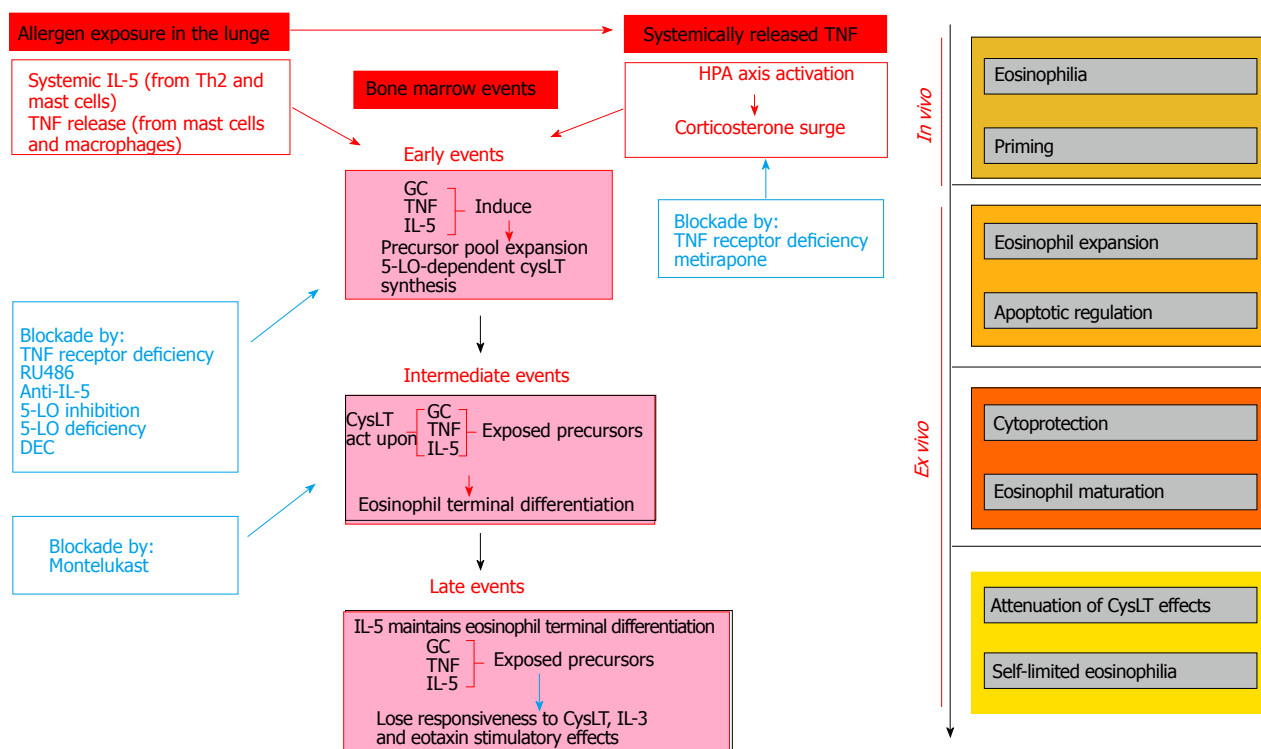 Allergen exposure in the lunge
Systemically released TNF
Systemic IL-5 (from Th2 and
mast cells)
TNF release (from mast cells
and macrophages)
Bone marrow events
HPA axis activation
Corticosterone surge
Early events
GC
TNF
IL-5
Induce
Precursor pool expansion
5-LO-dependent cysLT
synthesis
Blockade by:
TNF receptor deficiency
metirapone
Blockade by:
TNF receptor deficiency
RU486
Anti-IL-5
5-LO inhibition
5-LO deficiency
DEC
Intermediate events
CysLT
act upon
GC
TNF
IL-5
Exposed precursors
Eosinophil terminal differentiation
Blockade by:
Montelukast
Late events
IL-5 maintains eosinophil terminal differentiation
GC
TNF
IL-5
Exposed precursors
Lose responsiveness to CysLT, IL-3
and eotaxin stimulatory effects
In vivo
Eosinophilia
Priming
Ex vivo
Eosinophil expansion
Apoptotic regulation
Cytoprotection
Eosinophil maturation
Attenuation of CysLT effects
Self-limited eosinophilia